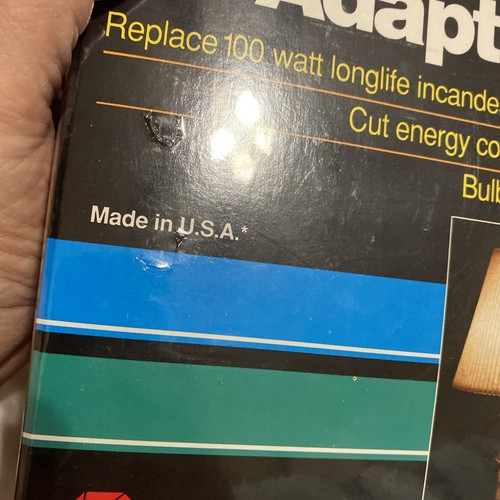 Adapt
Replace 100 watt longlife incande
Cut energy co
Bulb
Made in U.S.A.*